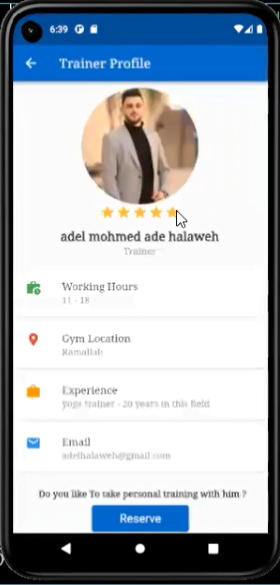 6:39
Trainer Profile
adel mohmed ade halaweh
Trainer
Working Hours
11 - 18
Gym Location
Ramallah
Experience
yoga trainer - 20 years in this field
Email
adelhalaweh@gmail.com
Do you like To take personal training with him ?
Reserve